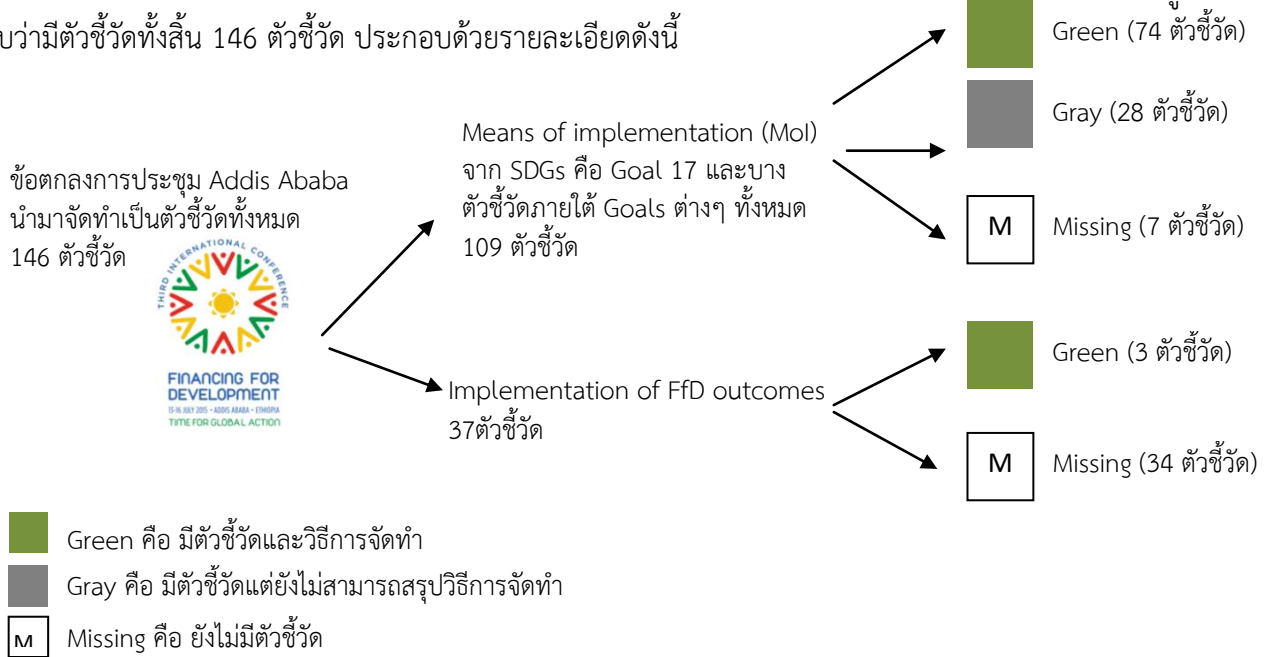 บว่ามีตัวชี้วัดทั้งสิ้น 146 ตัวชี้วัด ประกอบด้วยรายละเอียดดังนี้
ข้อตกลงการประชุม Addis Ababa
นำมาจัดทำเป็นตัวชี้วัดทั้งหมด
146 ตัวชี้วัด
THIRD INTERNATIONAL CONFERENCE
FINANCING FOR
DEVELOPMENT
13-16 JULY 2015 • ADDIS ABABA • ETHIOPIA
TIME FOR GLOBAL ACTION
Means of implementation (MoI)
จาก SDGs คือ Goal 17 และบาง
ตัวชี้วัดภายใต้ Goals ต่างๆ ทั้งหมด
109 ตัวชี้วัด
Green (74 ตัวชี้วัด)
Gray (28 ตัวชี้วัด)
M Missing (7 ตัวชี้วัด)
Implementation of FfD outcomes
37ตัวชี้วัด
Green (3 ตัวชี้วัด)
M Missing (34 ตัวชี้วัด)
Green คือ มีตัวชี้วัดและวิธีการจัดทำ
Gray คือ มีตัวชี้วัดแต่ยังไม่สามารถสรุปวิธีการจัดทำ
M Missing คือ ยังไม่มีตัวชี้วัด